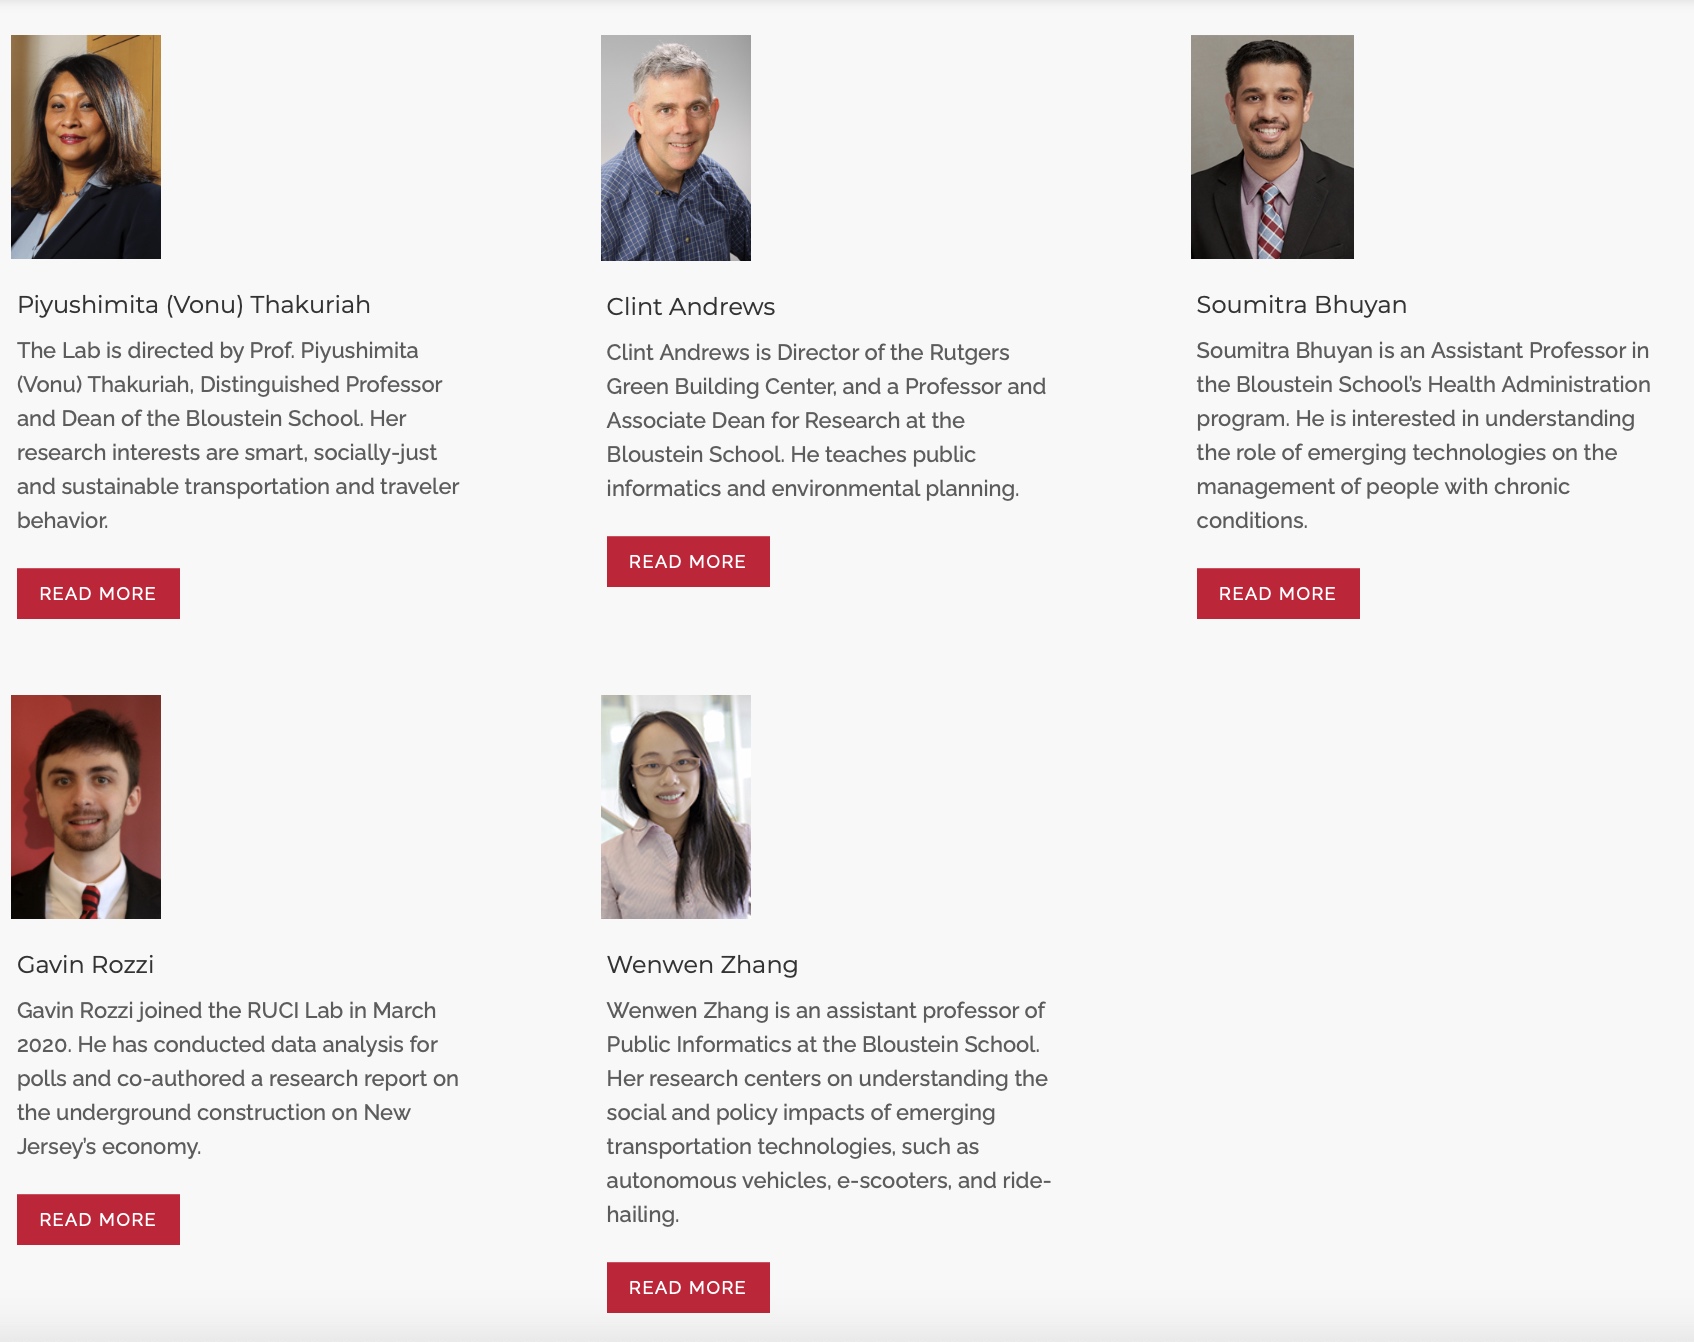 Piyushimita (Vonu) Thakuriah
The Lab is directed by Prof. Piyushimita
(Vonu) Thakuriah, Distinguished Professor
and Dean of the Bloustein School. Her
research interests are smart, socially-just
and sustainable transportation and traveler
behavior.
READ MORE
Clint Andrews
Clint Andrews is Director of the Rutgers
Green Building Center, and a Professor and
Associate Dean for Research at the
Bloustein School. He teaches public
informatics and environmental planning.
READ MORE
Soumitra Bhuyan
Soumitra Bhuyan is an Assistant Professor in
the Bloustein School’s Health Administration
program. He is interested in understanding
the role of emerging technologies on the
management of people with chronic
conditions.
READ MORE
Gavin Rozzi
Gavin Rozzi joined the RUCI Lab in March
2020. He has conducted data analysis for
polls and co-authored a research report on
the underground construction on New
Jersey’s economy.
READ MORE
Wenwen Zhang
Wenwen Zhang is an assistant professor of
Public Informatics at the Bloustein School.
Her research centers on understanding the
social and policy impacts of emerging
transportation technologies, such as
autonomous vehicles, e-scooters, and ride-
hailing.
READ MORE